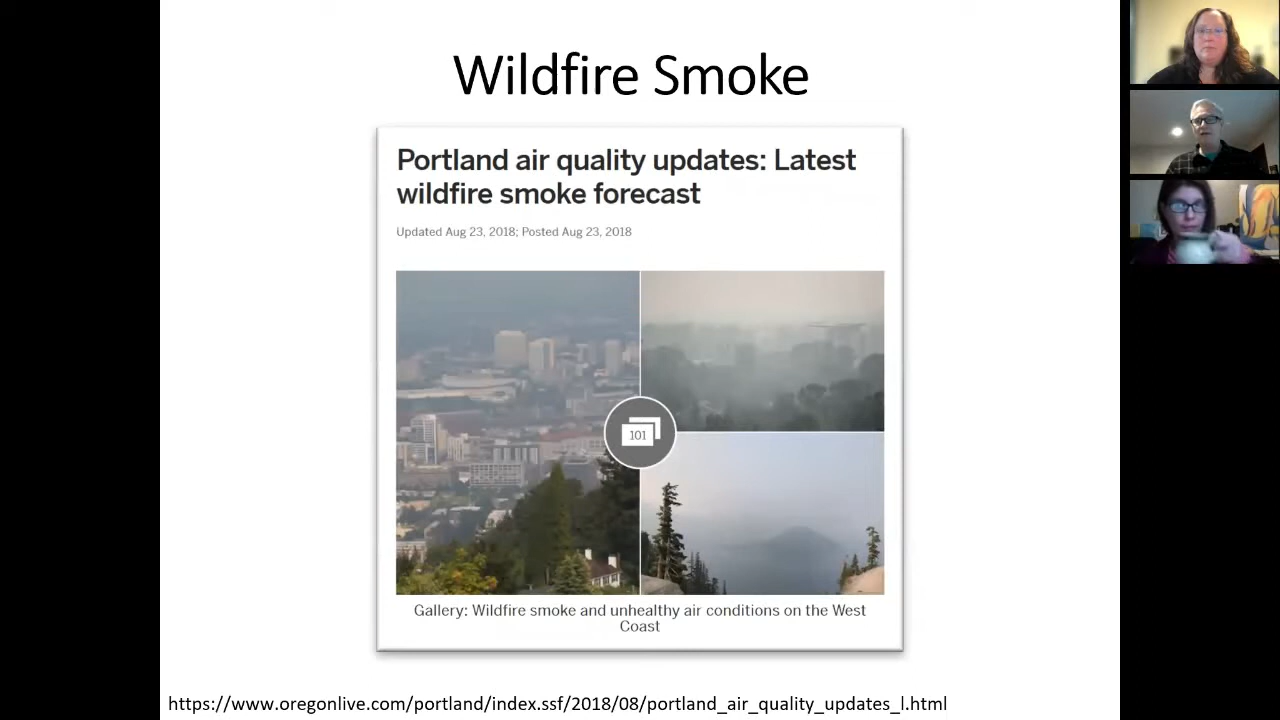 Wildfire Smoke
Portland air quality updates: Latest
wildfire smoke forecast
Updated Aug 23, 2018; Posted Aug 23, 2018
101
Gallery: Wildfire smoke and unhealthy air conditions on the West
Coast
https://www.oregonlive.com/portland/index.ssf/2018/08/portland_air_quality_updates_l.html